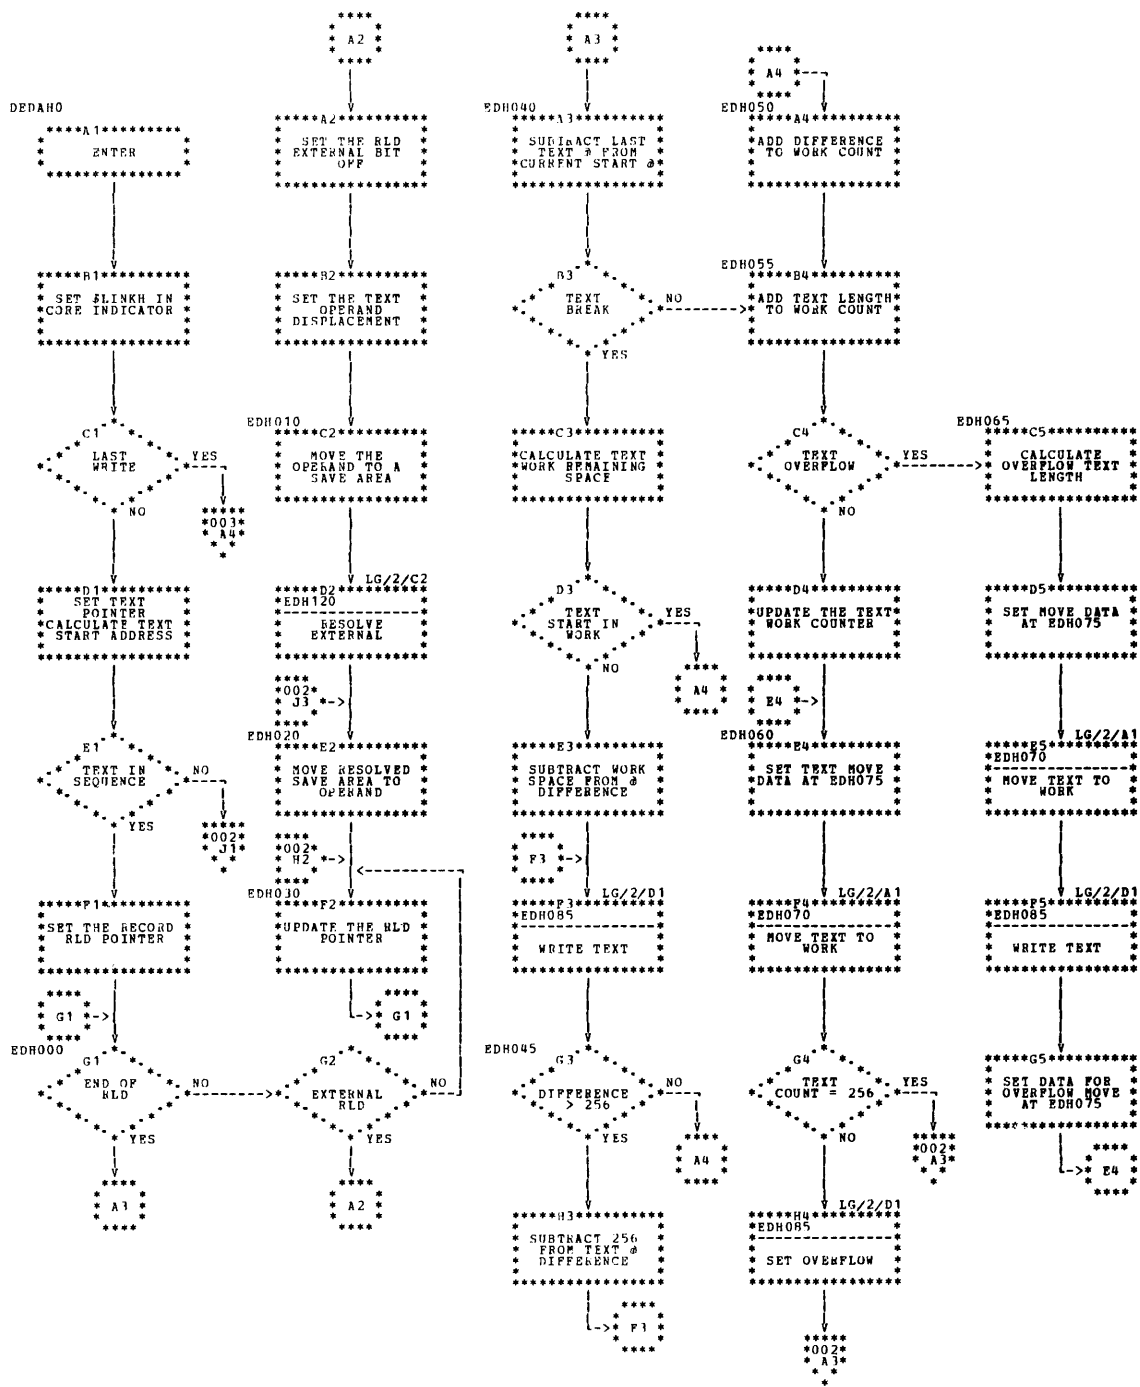 A2
A3
A4
DEDAH0
A1
ENTER
A2
SET THE RLD
EXTERNAL BIT
OFF
EDH040
A3
SUBTRACT LAST
TEXT @ FROM
CURRENT START @
EDH050
A4
ADD DIFFERENCE
TO WORK COUNT
B1
SET $LINKH IN
CORE INDICATOR
B2
SET THE TEXT
OPERAND
DISPLACEMENT
B3
TEXT
BREAK
NO
YES
EDH055
B4
ADD TEXT LENGTH
TO WORK COUNT
C1
LAST
WRITE
YES
NO
003
A4
EDH010
C2
MOVE THE
OPERAND TO A
SAVE AREA
C3
CALCULATE TEXT
WORK REMAINING
SPACE
C4
TEXT
OVERFLOW
YES
NO
EDH065
C5
CALCULATE
OVERFLOW TEXT
LENGTH
D1
SET TEXT
POINTER
CALCULATE TEXT
START ADDRESS
LG/2/C2
D2
EDH120
RESOLVE
EXTERNAL
D3
TEXT
START IN
WORK
YES
NO
A4
D4
UPDATE THE TEXT
WORK COUNTER
D5
SET MOVE DATA
AT EDH075
002
J3
E4
E1
TEXT IN
SEQUENCE
NO
YES
002
J1
EDH020
E2
MOVE RESOLVED
SAVE AREA TO
OPERAND
E3
SUBTRACT WORK
SPACE FROM @
DIFFERENCE
EDH060
E4
SET TEXT MOVE
DATA AT EDH075
LG/2/A1
E5
EDH070
MOVE TEXT TO
WORK
002
H2
F3
F1
SET THE RECORD
RLD POINTER
EDH030
F2
UPDATE THE RLD
POINTER
LG/2/D1
F3
EDH085
WRITE TEXT
LG/2/A1
F4
EDH070
MOVE TEXT TO
WORK
LG/2/D1
F5
EDH085
WRITE TEXT
G1
G1
EDH000
G1
END OF
RLD
NO
YES
A3
G2
EXTERNAL
RLD
NO
YES
A2
EDH045
G3
DIFFERENCE
> 256
NO
YES
A4
G4
TEXT
COUNT = 256
YES
NO
002
A3
G5
SET DATA FOR
OVERFLOW MOVE
AT EDH075
E4
H3
SUBTRACT 256
FROM TEXT @
DIFFERENCE
F3
LG/2/D1
H4
EDH085
SET OVERFLOW
002
A3